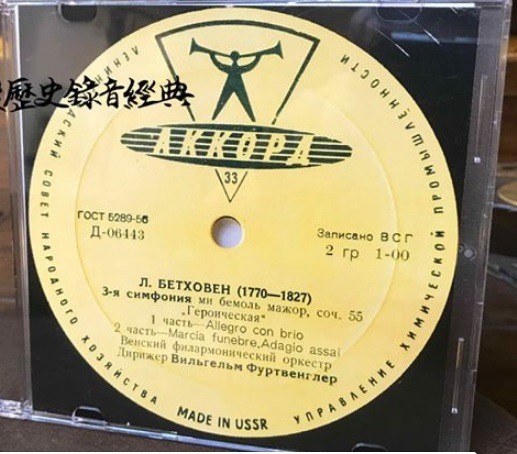 歷史錄音經典
ЛЕНИНГРАДСКИЙ СОВЕТ НАРОДНОГО ХОЗЯЙСТВА
УПРАВЛЕНИЕ ХИМИЧЕСКОЙ ПРОМЫШЛЕННОСТИ
АККОРД
33
ГОСТ 5289-56
Д-06443
Записано ВСГ
2 гр 1-00
Л. БЕТХОВЕН (1770—1827)
3-я симфония ми бемоль мажор, соч. 55
„Героическая"
1 часть—Allegro con brio
2 часть—Marcia funebre, Adagio assai
Венский филармонический оркестр
Дирижер Вильгельм Фуртвенглер
MADE IN USSR